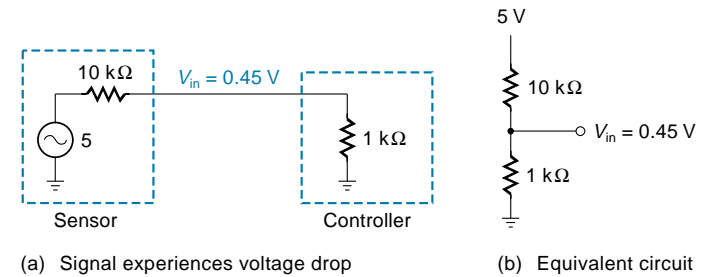 10 kΩ
V_in = 0.45 V
5
1 kΩ
Sensor
Controller
(a) Signal experiences voltage drop
5 V
10 kΩ
V_in = 0.45 V
1 kΩ
(b) Equivalent circuit